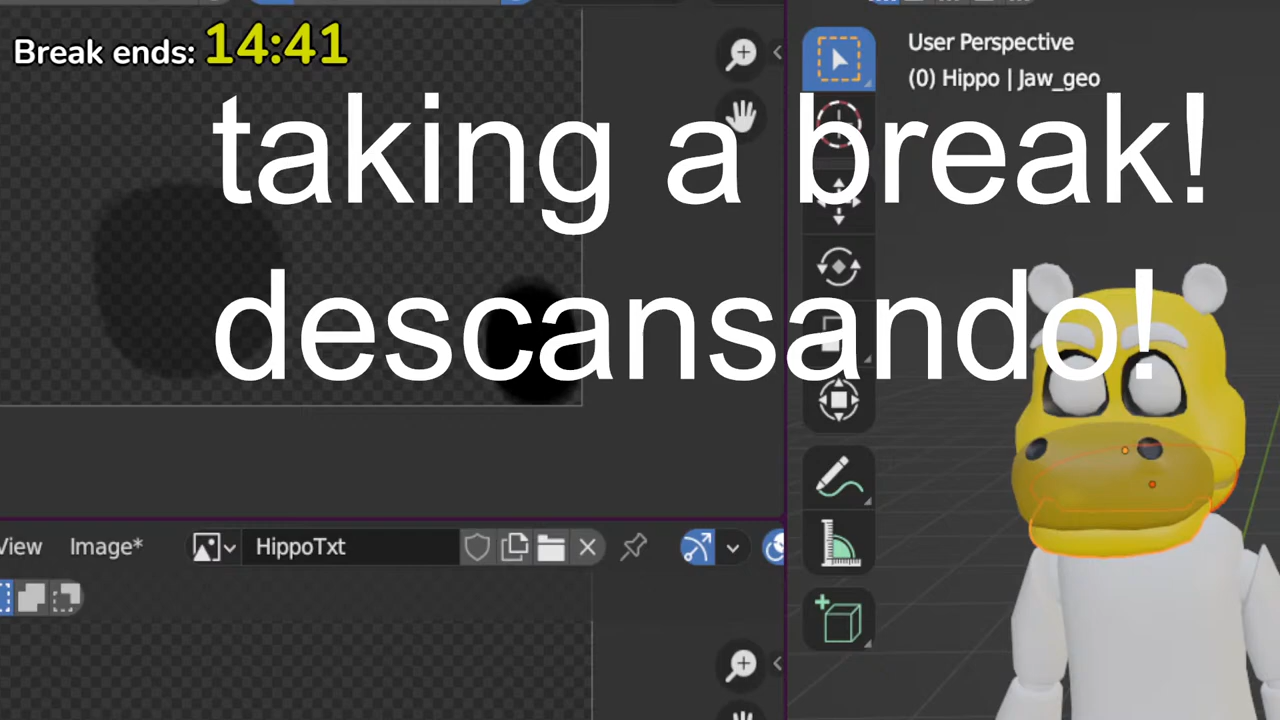 Break ends: 14:41
User Perspective
(0) Hippo | Jaw_geo
taking a break!
descansando!
View Image* HippoTxt